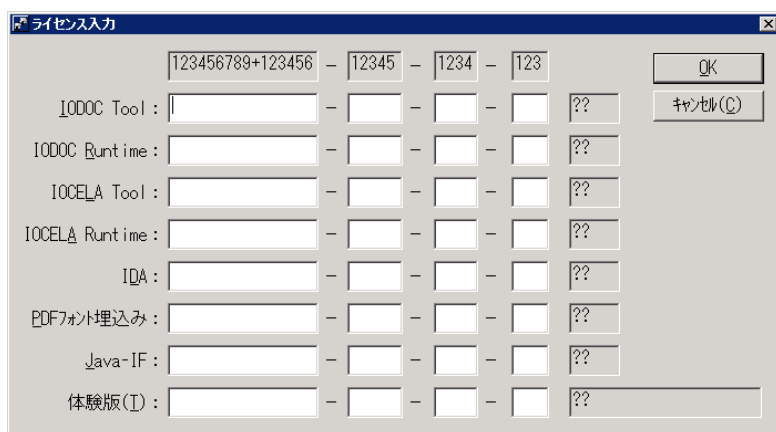 ライセンス入力
123456789+123456 - 12345 - 1234 - 123 OK
IODOC Tool: - - - ?? キャンセル(C)
IODOC Runtime: - - - ??
IOCELA Tool: - - - ??
IOCELA Runtime: - - - ??
IDA: - - - ??
PDFフォント埋込み: - - - ??
Java-IF: - - - ??
体験版(T): - - - ??